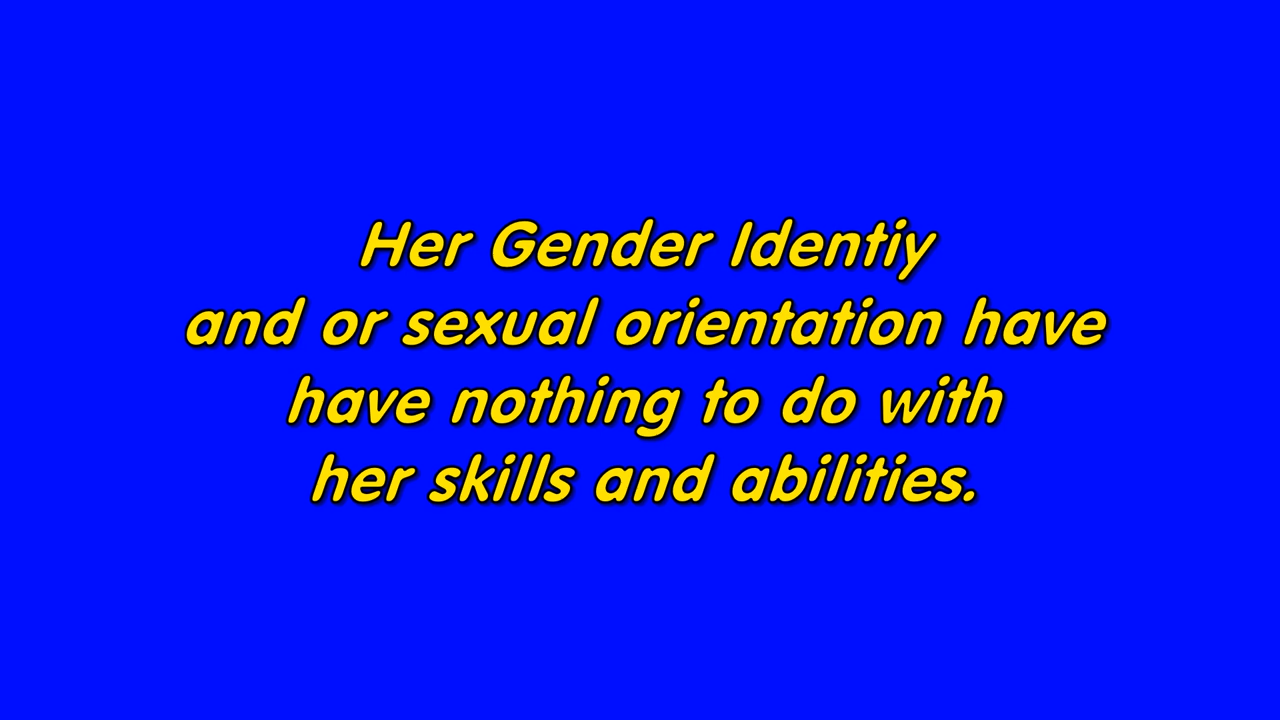 Her Gender Identiy
and or sexual orientation have
have nothing to do with
her skills and abilities.